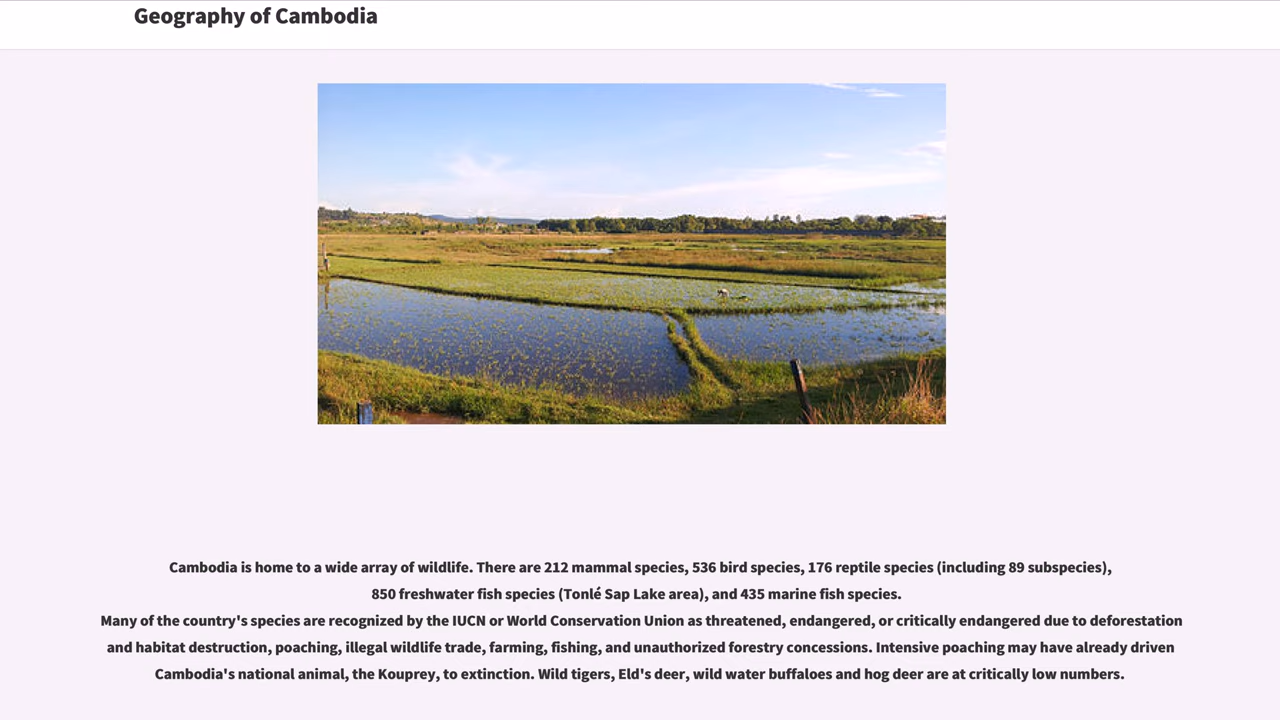 Geography of Cambodia
Cambodia is home to a wide array of wildlife. There are 212 mammal species, 536 bird species, 176 reptile species (including 89 subspecies),
850 freshwater fish species (Tonlé Sap Lake area), and 435 marine fish species.
Many of the country's species are recognized by the IUCN or World Conservation Union as threatened, endangered, or critically endangered due to deforestation
and habitat destruction, poaching, illegal wildlife trade, farming, fishing, and unauthorized forestry concessions. Intensive poaching may have already driven
Cambodia's national animal, the Kouprey, to extinction. Wild tigers, Eld's deer, wild water buffaloes and hog deer are at critically low numbers.